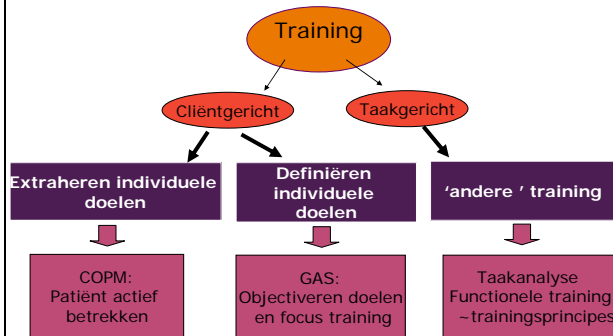 Training
Cliëntgericht
Taakgericht
Extraheren individuele
doelen
Definiëren
individuele
doelen
‘andere ’ training
COPM:
Patiënt actief
betrekken
GAS:
Objectiveren doelen
en focus training
Taakanalyse
Functionele training
~trainingsprincipes